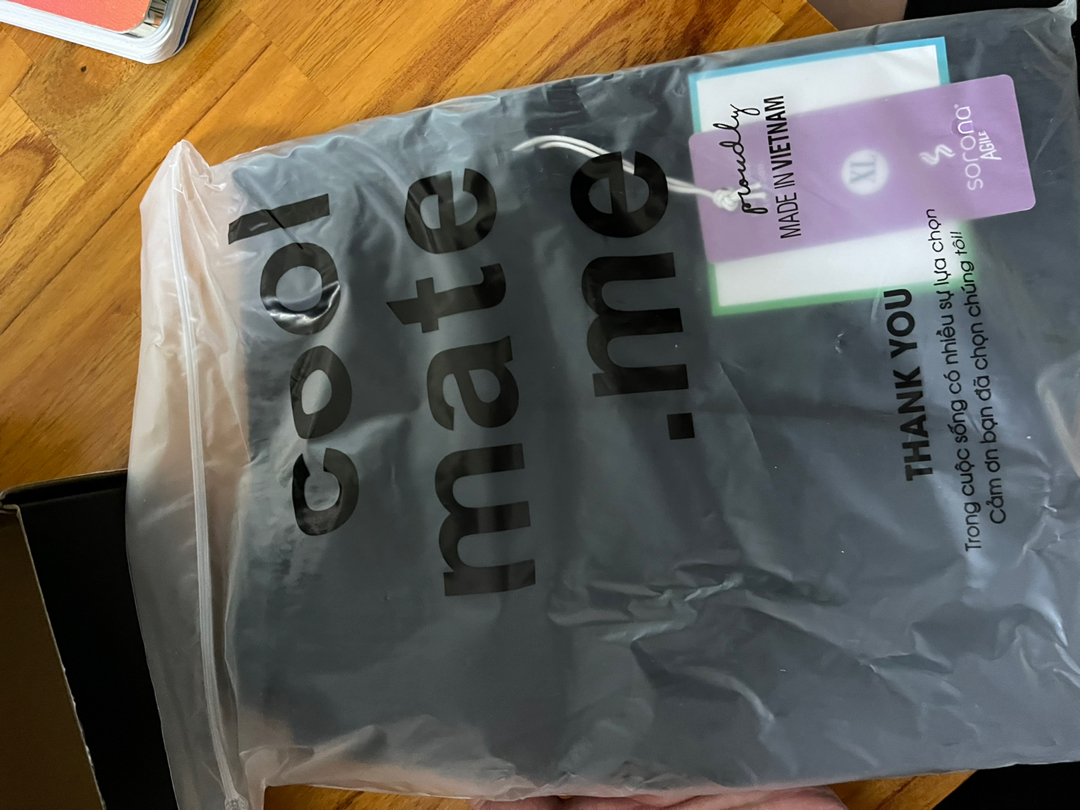 cool
mate
.me
proudly
MADE IN VIETNAM
XL
sorona
AGILE
THANK YOU
Trong cuộc sống có nhiều sự lựa chọn
Cảm ơn bạn đã chọn chúng tôi!